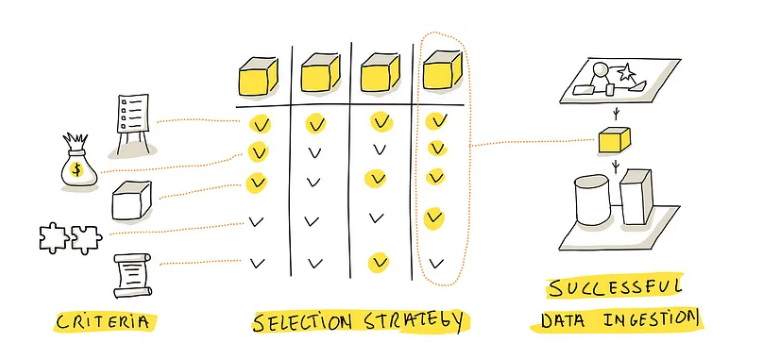 $
CRITERIA
SELECTION STRATEGY
SUCCESSFUL
DATA INGESTION